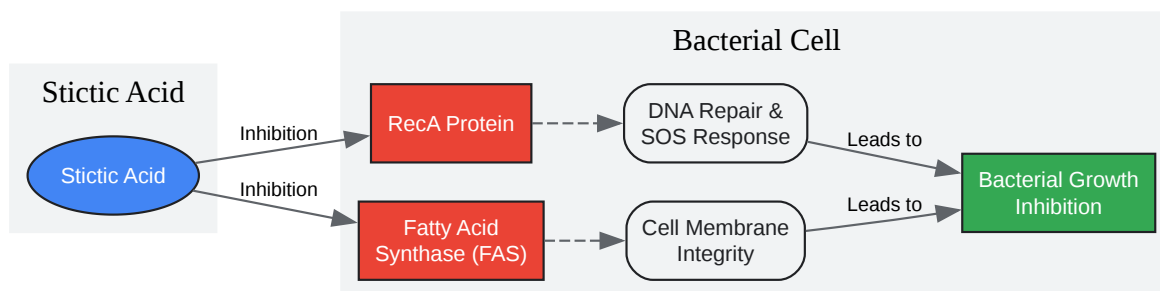 Bacterial Cell
Stictic Acid
Stictic Acid
Inhibition
Inhibition
RecA Protein
Fatty Acid
Synthase (FAS)
DNA Repair &
SOS Response
Cell Membrane
Integrity
Leads to
Leads to
Bacterial Growth
Inhibition